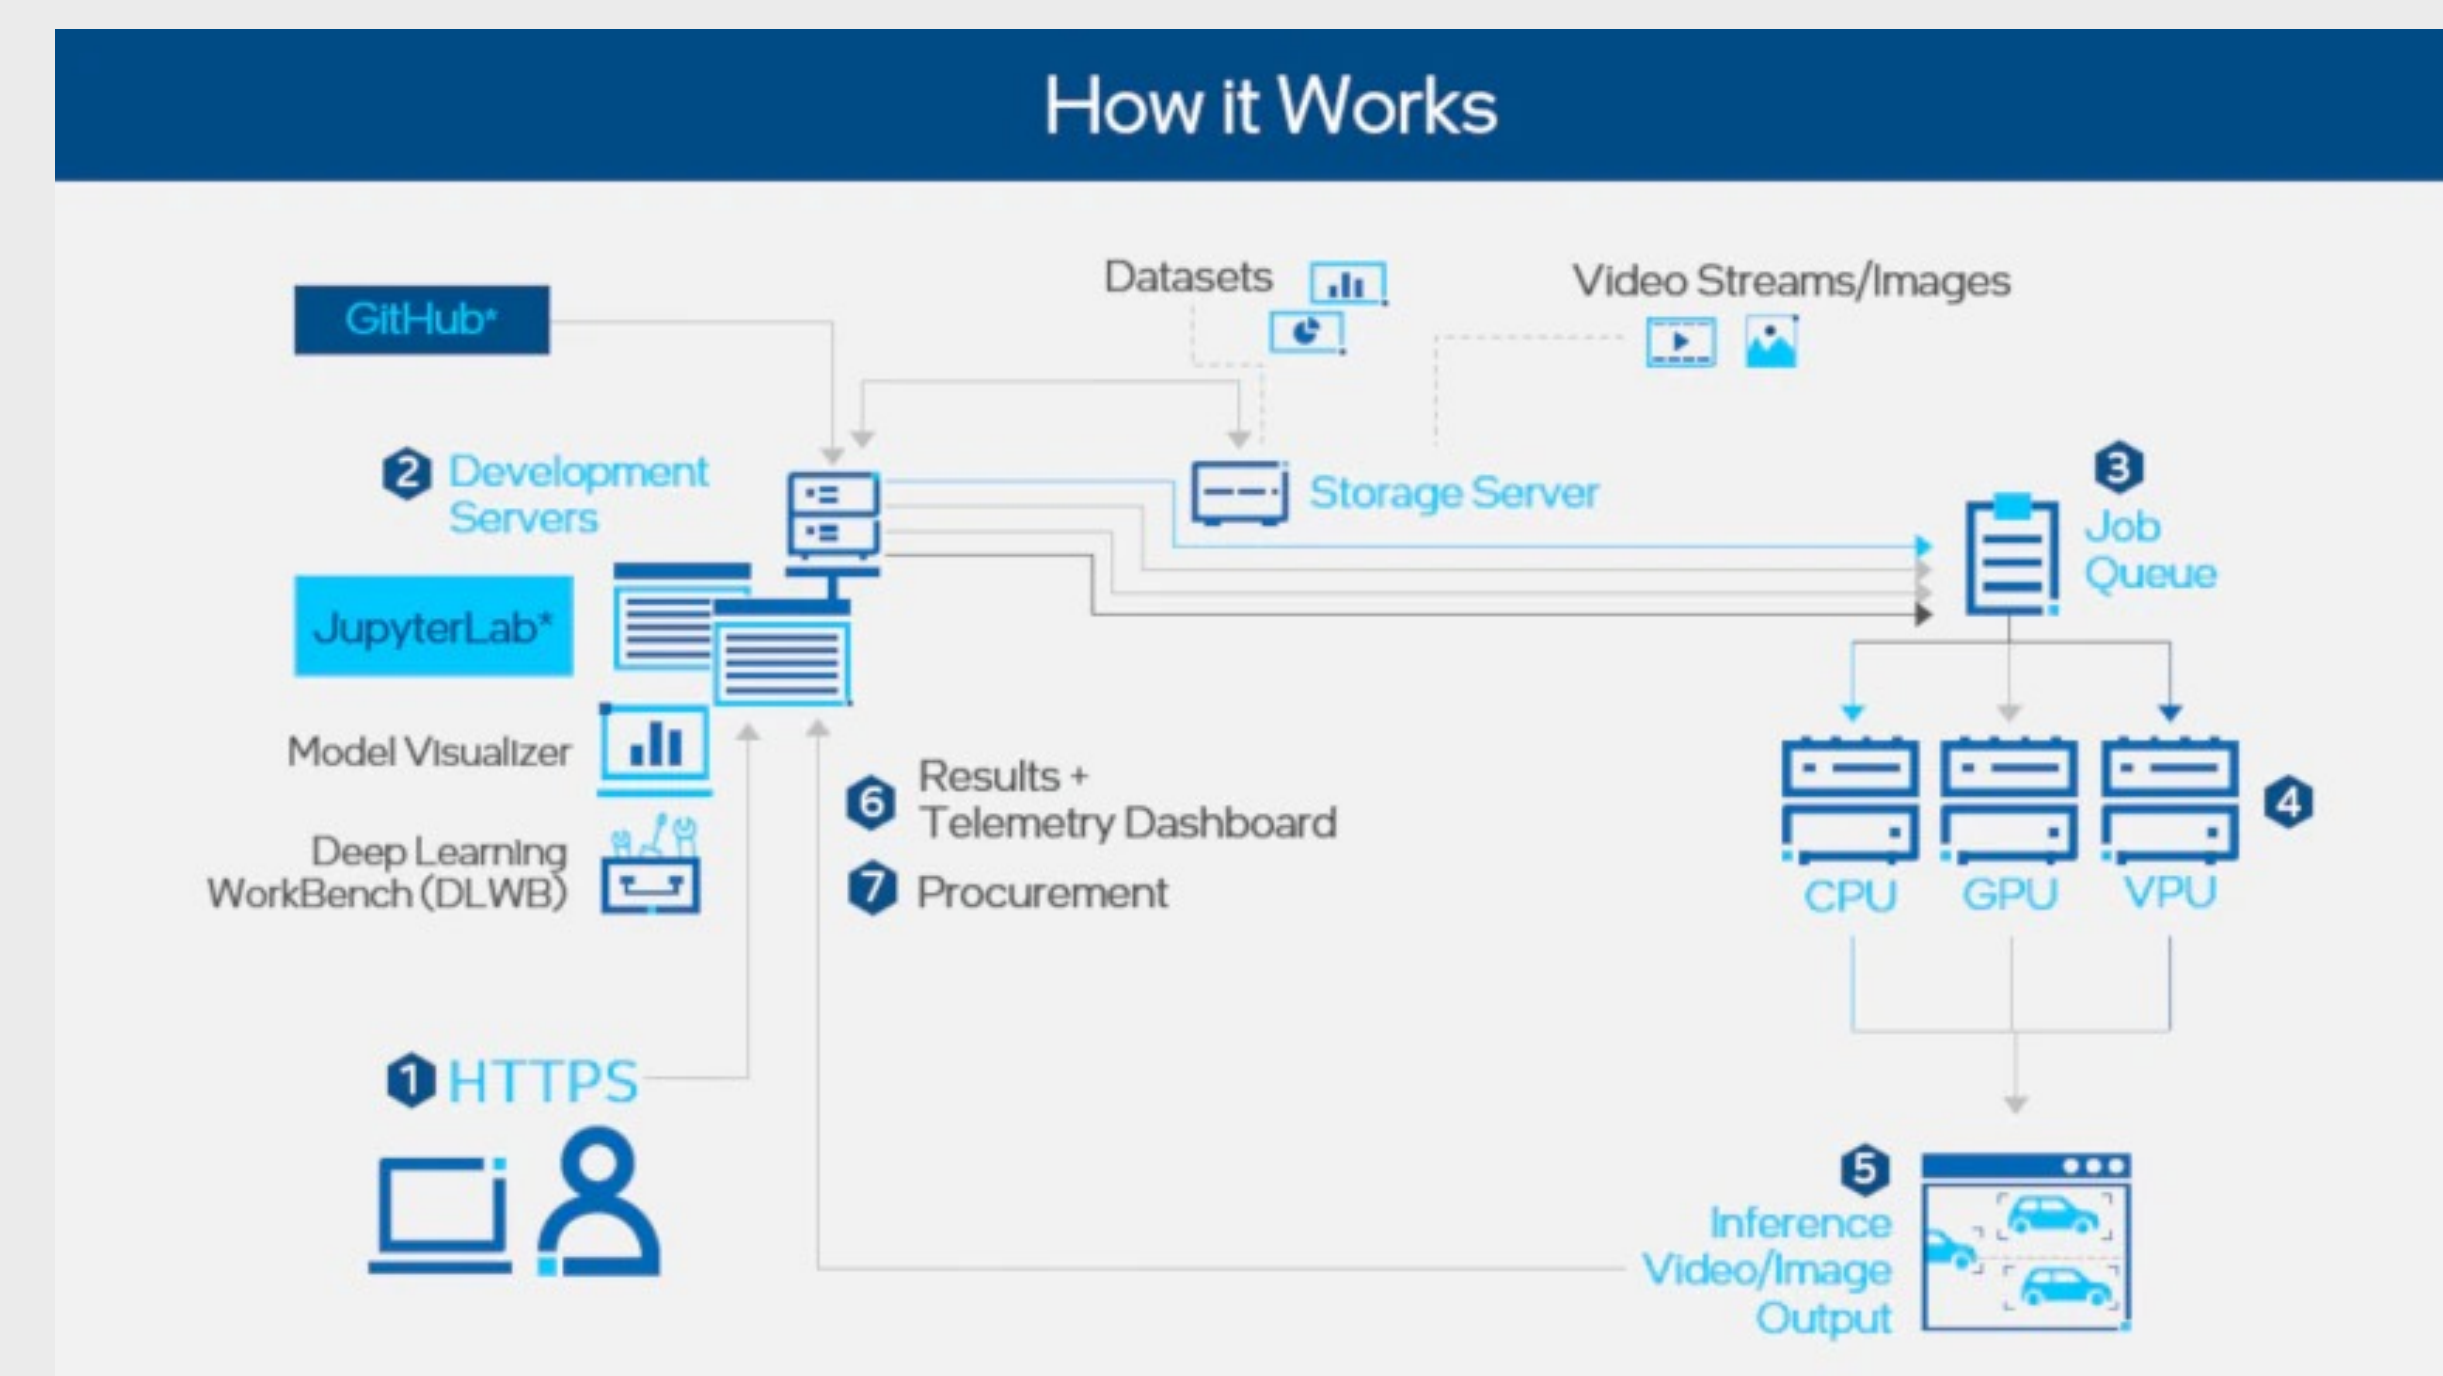 How it Works
GitHub*
Datasets
Video Streams/Images
2 Development
Servers
Storage Server
3
Job
Queue
JupyterLab*
Model Visualizer
Deep Learning
WorkBench (DLWB)
6 Results +
Telemetry Dashboard
7 Procurement
4
CPU
GPU
VPU
1 HTTPS
5
Inference
Video/Image
Output